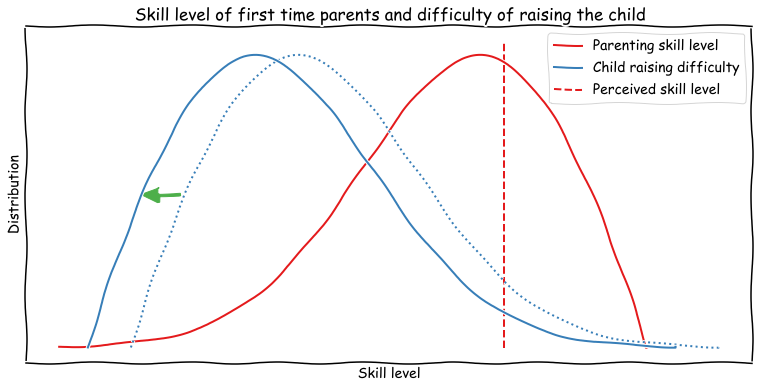 Skill level of first time parents and difficulty of raising the child
Parenting skill level
Child raising difficulty
Perceived skill level
Distribution
Skill level